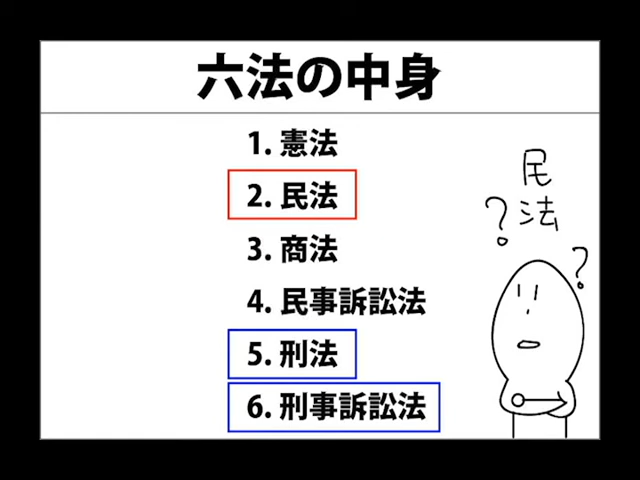 六法の中身
1. 憲法
2. 民法
3. 商法
4. 民事訴訟法
5. 刑法
6. 刑事訴訟法
民
法
?
?